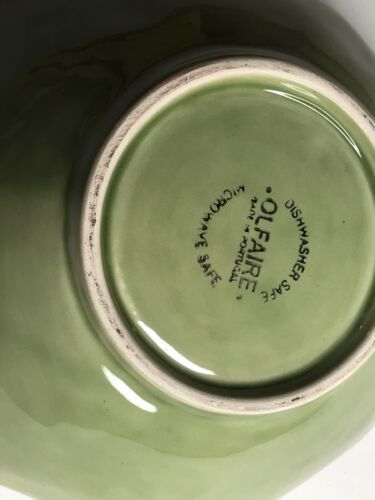 DISHWASHER SAFE
• OLFAIRE •
MADE IN PORTUGAL
MICROWAVE SAFE